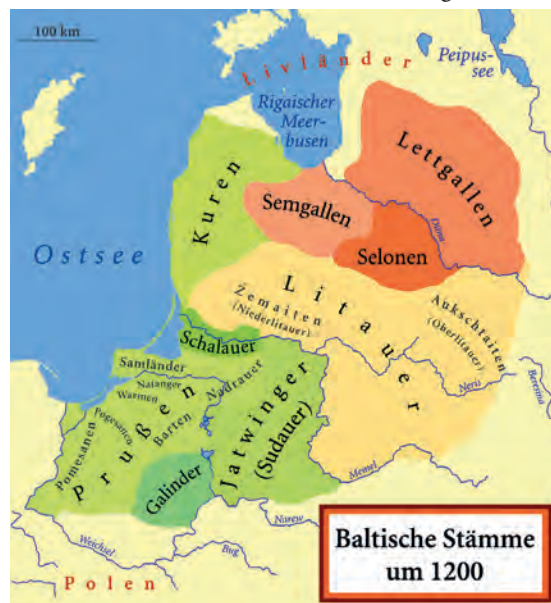 100 km
Livländer
Peipus-
see
Rigaischer
Meer-
busen
Lettgallen
Kuren
Semgallen
Düna
Selonen
Ostsee
Litauer
Zemaiten
(Niederlitauer)
Aukschtaiten
(Oberlitauer)
Schalauer
Samländer
Nadrauer
Neris
Beresina
Natanger
Warmen
Pogesanen
Barten
Prußen
Pomesanen
Jatwinger
(Sudauer)
Galinder
Memel
Narew
Weichsel
Bug
Polen
Baltische Stämme
um 1200